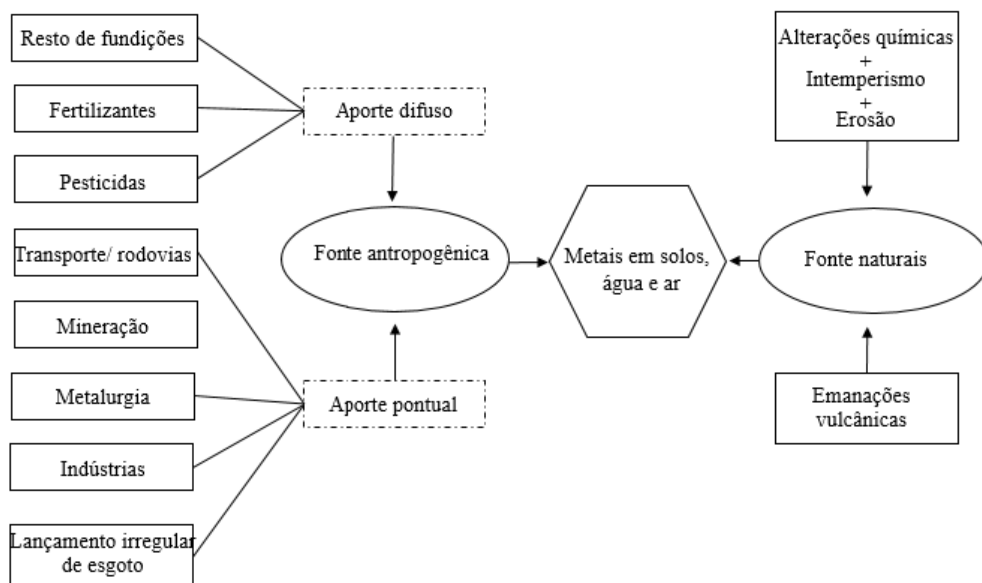 Resto de fundições
Fertilizantes
Pesticidas
Transporte/ rodovias
Mineração
Metalurgia
Indústrias
Lançamento irregular
de esgoto
Aporte difuso
Fonte antropogênica
Aporte pontual
Metais em solos,
água e ar
Alterações químicas
+
Intemperismo
+
Erosão
Fonte naturais
Emanações
vulcânicas